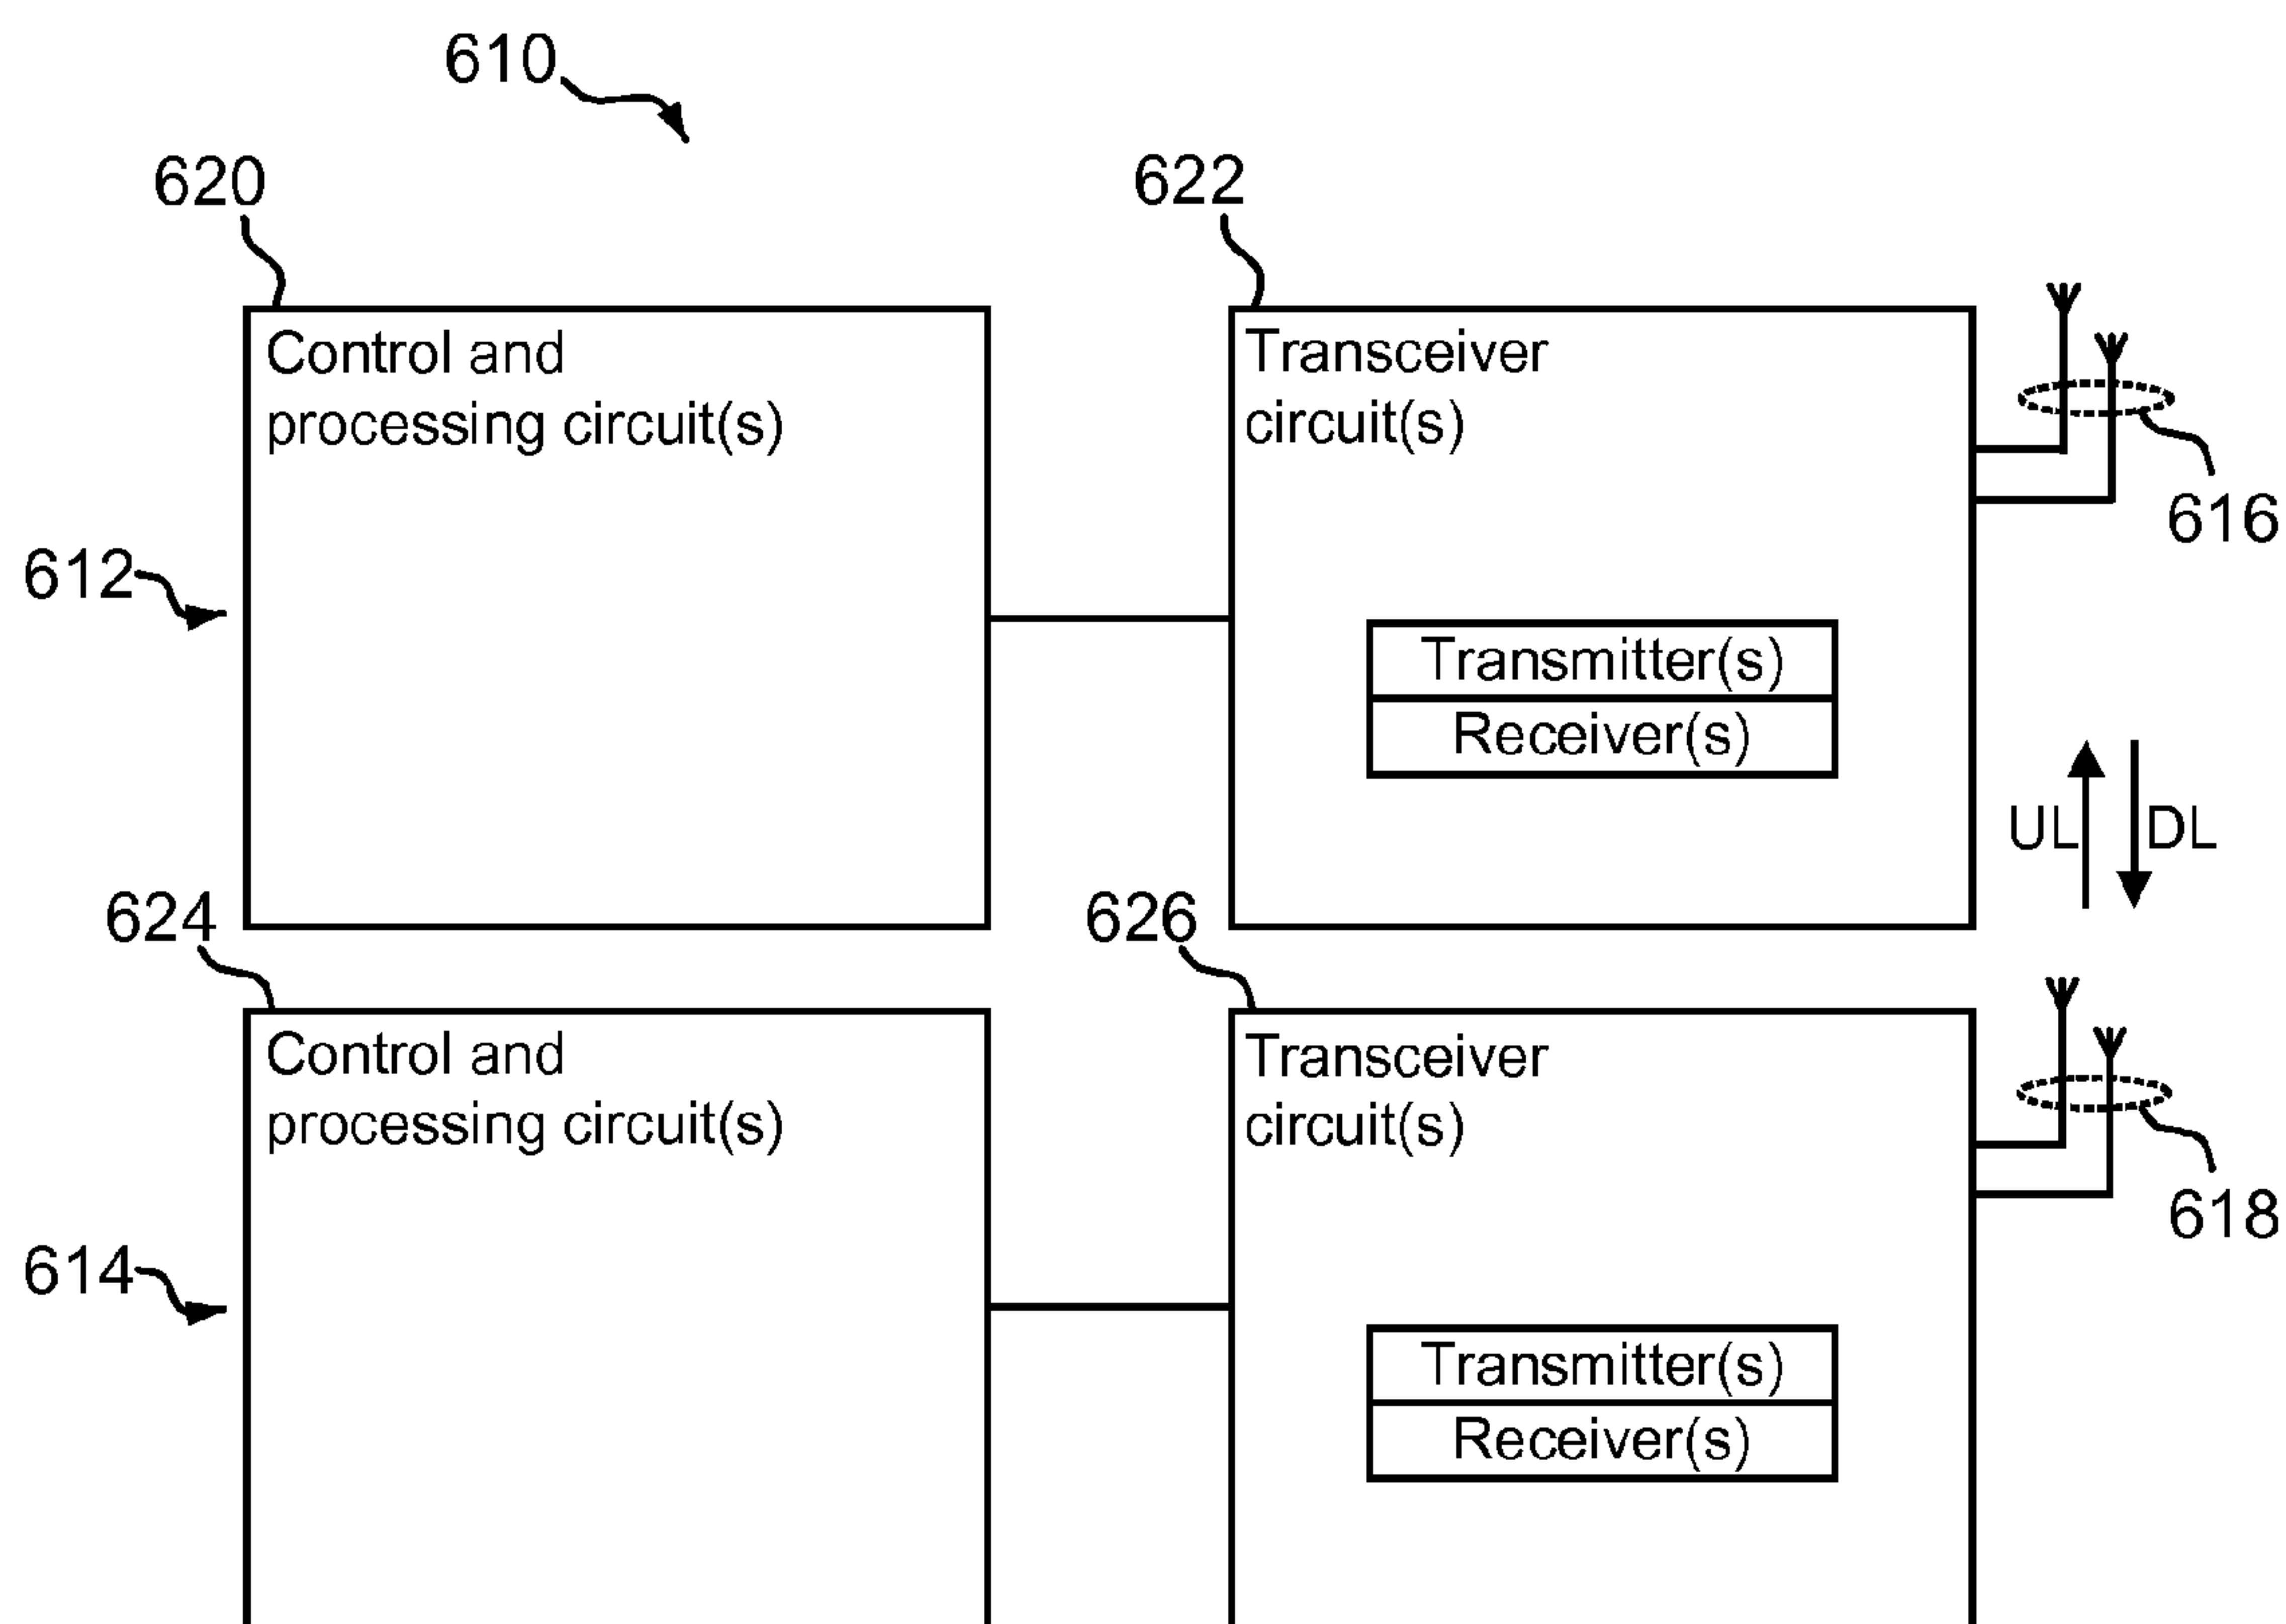 610
620
622
Control and
processing circuit(s)
Transceiver
circuit(s)
616
612
Transmitter(s)
Receiver(s)
UL
DL
624
626
Control and
processing circuit(s)
Transceiver
circuit(s)
618
614
Transmitter(s)
Receiver(s)